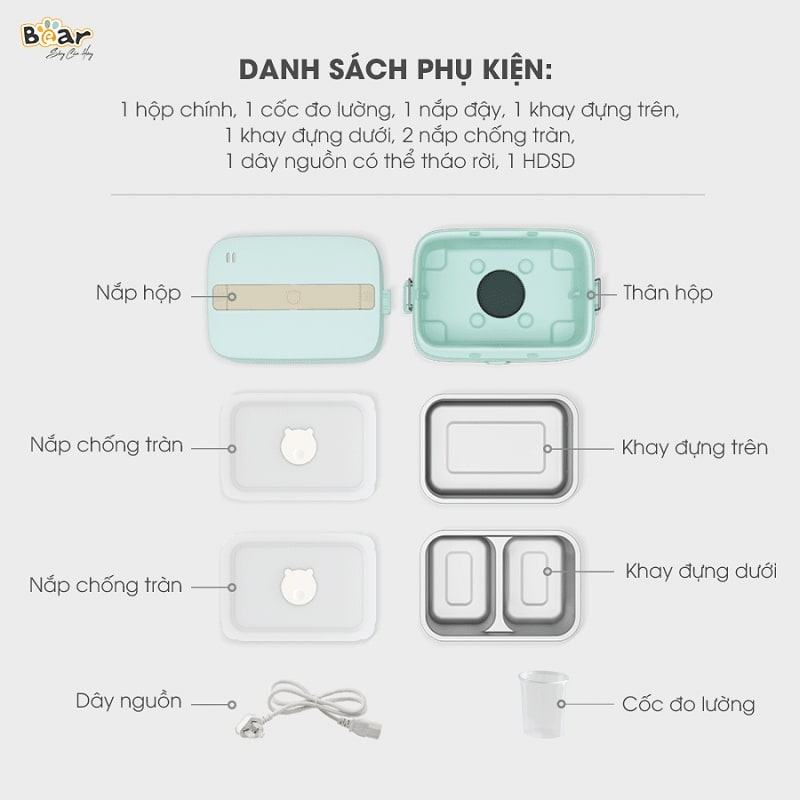 Bear
Sống Cân Bằng
DANH SÁCH PHỤ KIỆN:
1 hộp chính, 1 cốc đo lường, 1 nắp đậy, 1 khay đựng trên,
1 khay đựng dưới, 2 nắp chống tràn,
1 dây nguồn có thể tháo rời, 1 HDSD
Nắp hộp
Thân hộp
Nắp chống tràn
Khay đựng trên
Nắp chống tràn
Khay đựng dưới
Dây nguồn
Cốc đo lường